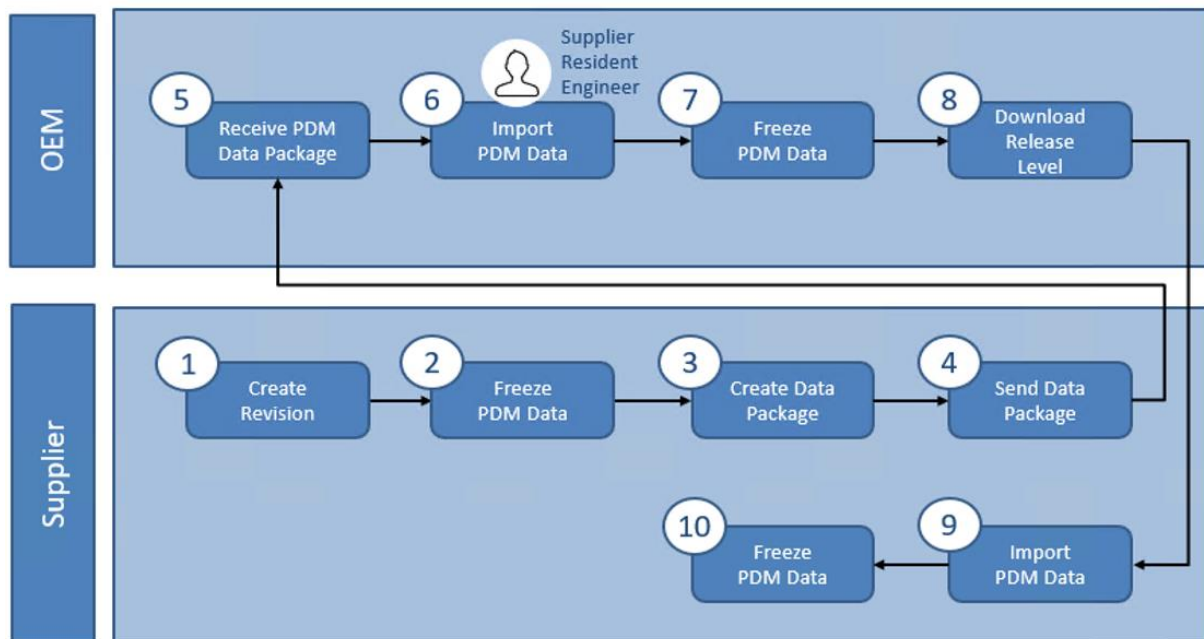 OEM
Supplier
Resident
Engineer
5
Receive PDM
Data Package
6
Import
PDM Data
7
Freeze
PDM Data
8
Download
Release
Level
Supplier
1
Create
Revision
2
Freeze
PDM Data
3
Create Data
Package
4
Send Data
Package
10
Freeze
PDM Data
9
Import
PDM Data